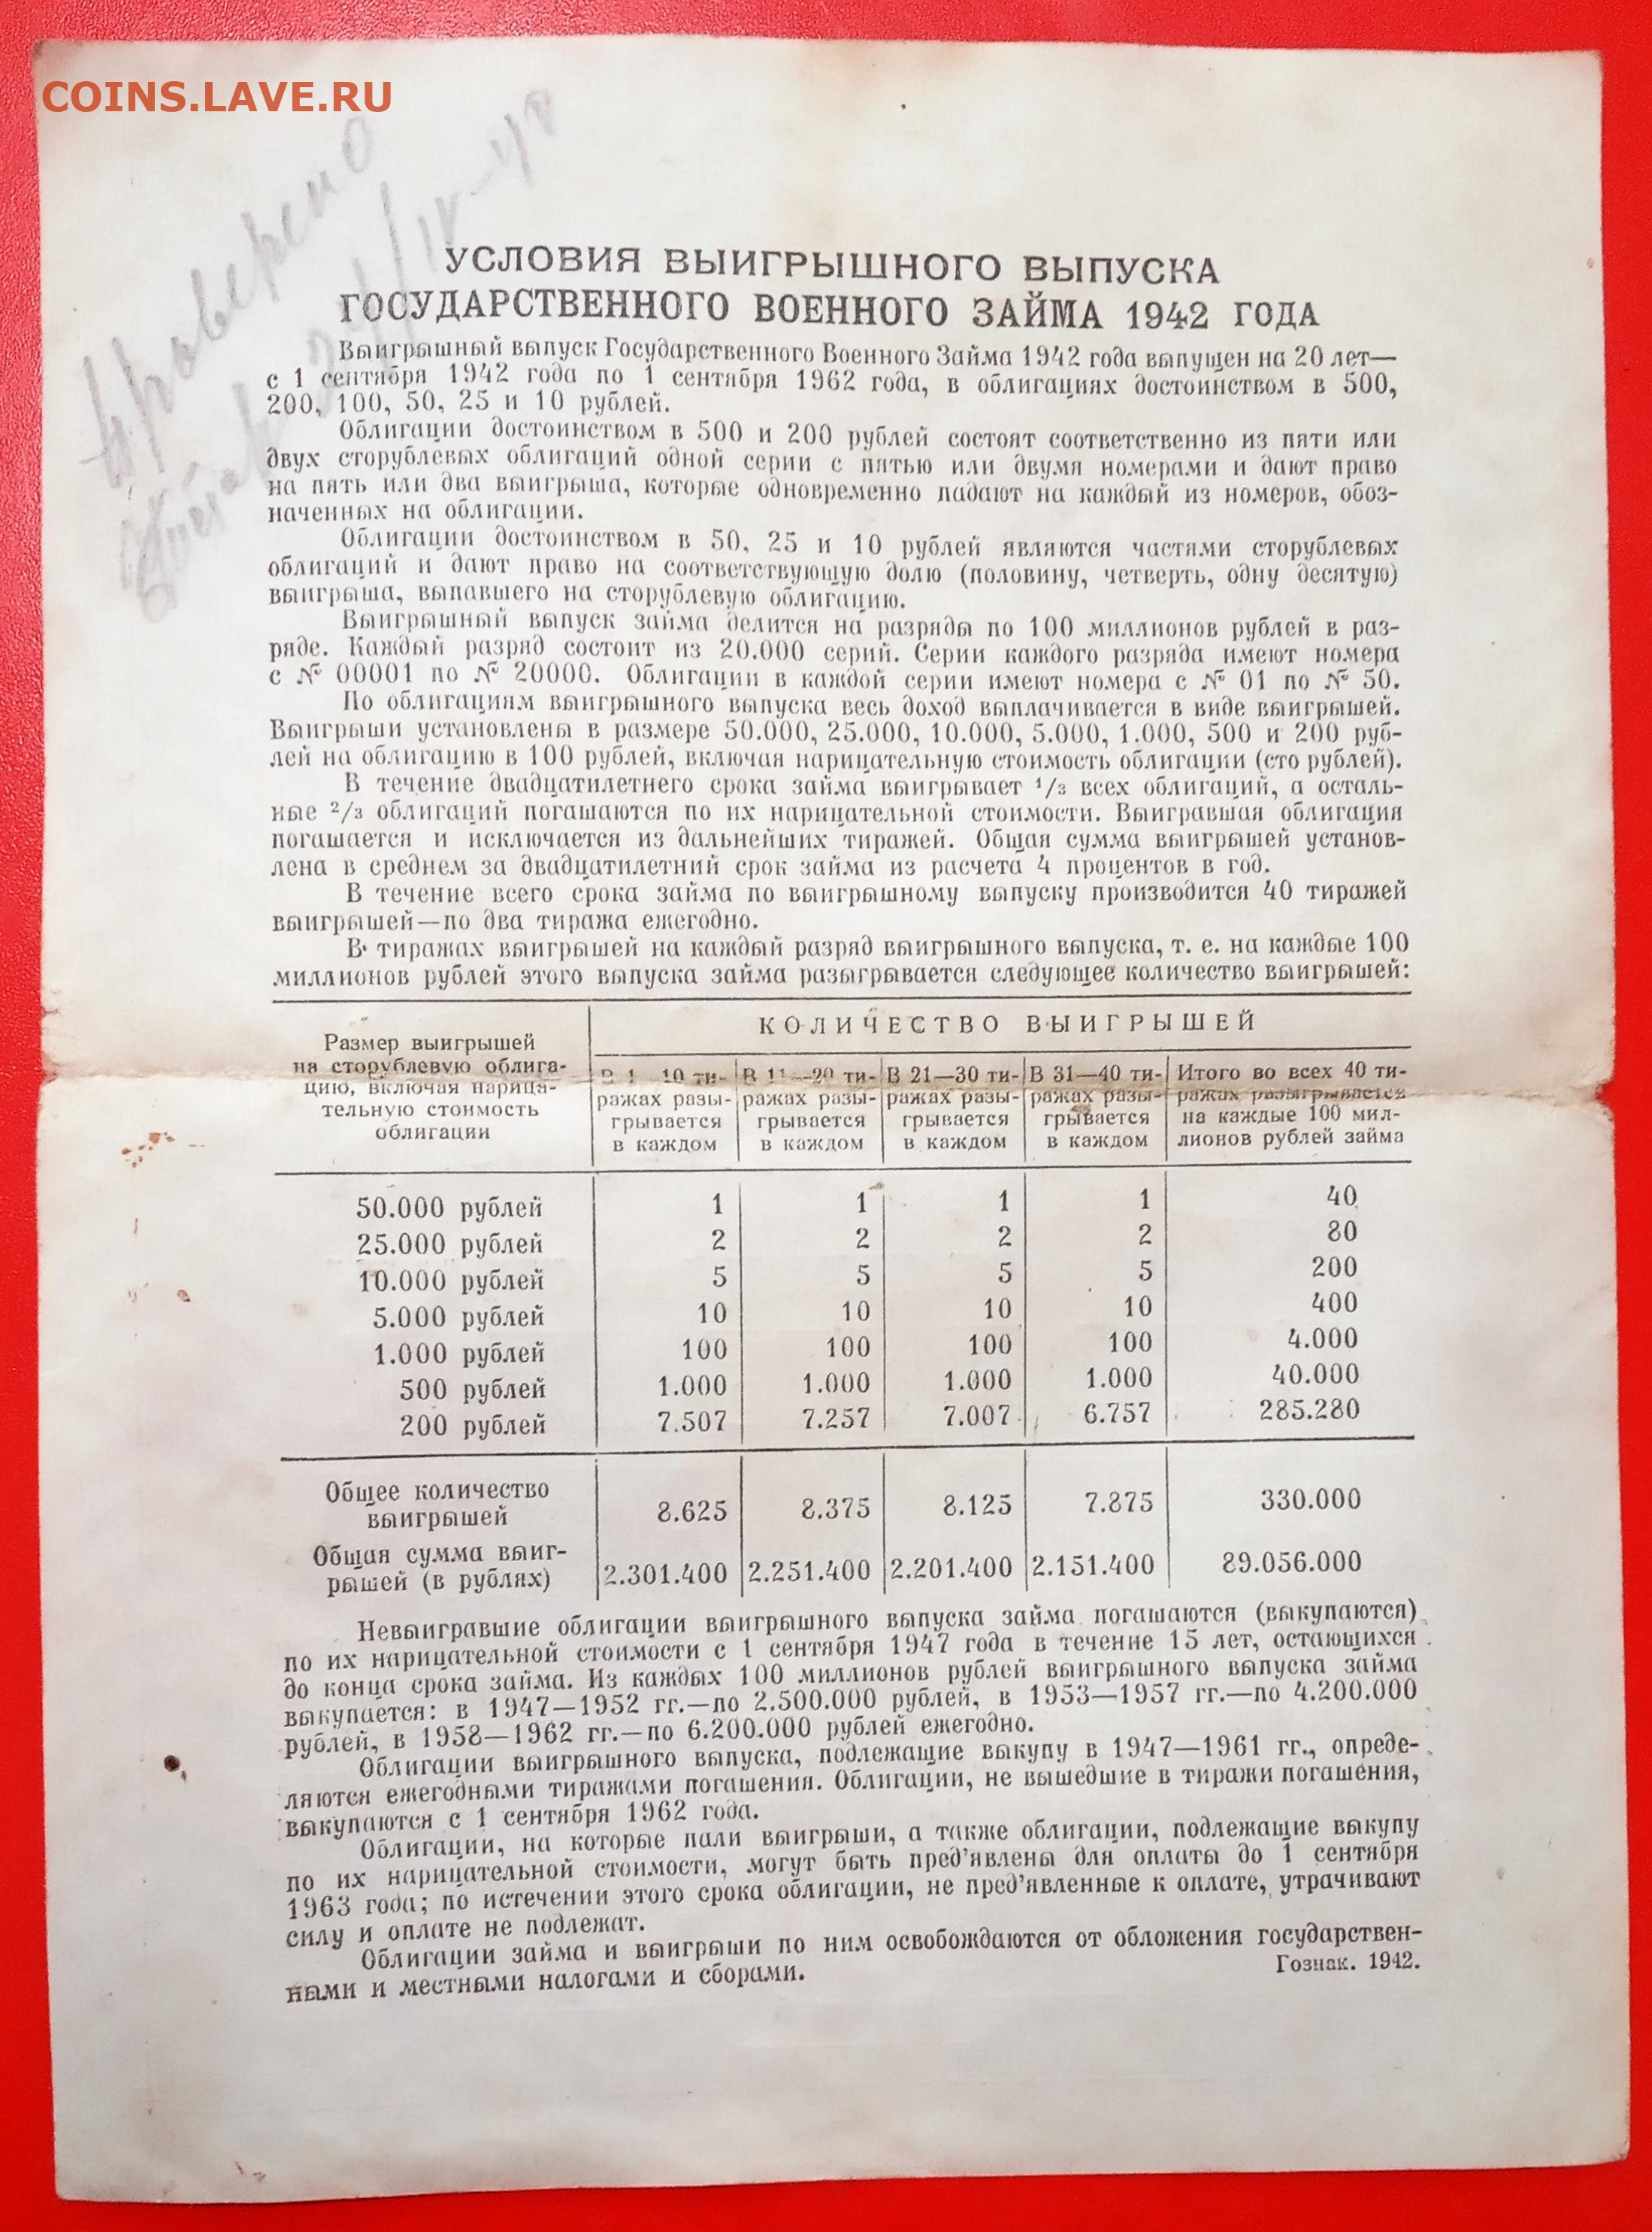 COINS.LAVE.RU
Проверено
УСЛОВИЯ ВЫИГРЫШНОГО ВЫПУСКА
ГОСУДАРСТВЕННОГО ВОЕННОГО ЗАЙМА 1942 ГОДА
Выигрышный выпуск Государственного Военного Займа 1942 года выпущен на 20 лет—
с 1 сентября 1942 года по 1 сентября 1962 года, в облигациях достоинством в 500,
200, 100, 50, 25 и 10 рублей.
Облигации достоинством в 500 и 200 рублей состоят соответственно из пяти или
двух сторублевых облигаций одной серии с пятью или двумя номерами и дают право
на пять или два выигрыша, которые одновременно падают на каждый из номеров, обоз-
наченных на облигации.
Облигации достоинством в 50, 25 и 10 рублей являются частями сторублевых
облигаций и дают право на соответствующую долю (половину, четверть, одну десятую)
выигрыша, выпавшего на сторублевую облигацию.
Выигрышный выпуск займа делится на разряды по 100 миллионов рублей в раз-
ряде. Каждый разряд состоит из 20.000 серий. Серии каждого разряда имеют номера
с № 00001 по № 20000. Облигации в каждой серии имеют номера с № 01 по № 50.
По облигациям выигрышного выпуска весь доход выплачивается в виде выигрышей.
Выигрыши установлены в размере 50.000, 25.000, 10.000, 5.000, 1.000, 500 и 200 руб-
лей на облигацию в 100 рублей, включая нарицательную стоимость облигации (сто рублей).
В течение двадцатилетнего срока займа выигрывает 1/3 всех облигаций, а осталь-
ные 2/3 облигаций погашаются по их нарицательной стоимости. Выигравшая облигация
погашается и исключается из дальнейших тиражей. Общая сумма выигрышей установ-
лена в среднем за двадцатилетний срок займа из расчета 4 процентов в год.
В течение всего срока займа по выигрышному выпуску производится 40 тиражей
выигрышей—по два тиража ежегодно.
В тиражах выигрышей на каждый разряд выигрышного выпуска, т. е. на каждые 100
миллионов рублей этого выпуска займа разыгрывается следующее количество выигрышей:
Размер выигрышей
на сторублевую облига-
цию, включая нарица-
тельную стоимость
облигации
КОЛИЧЕСТВО ВЫИГРЫШЕЙ
В 1—10 ти-
ражах разы-
грывается
в каждом
В 11—20 ти-
ражах разы-
грывается
в каждом
В 21—30 ти-
ражах разы-
грывается
в каждом
В 31—40 ти-
ражах разы-
грывается
в каждом
Итого во всех 40 ти-
ражах разыгрывается
на каждые 100 мил-
лионов рублей займа
50.000 рублей 1 1 1 1 40
25.000 рублей 2 2 2 2 80
10.000 рублей 5 5 5 5 200
5.000 рублей 10 10 10 10 400
1.000 рублей 100 100 100 100 4.000
500 рублей 1.000 1.000 1.000 1.000 40.000
200 рублей 7.507 7.257 7.007 6.757 285.280
Общее количество
выигрышей 8.625 8.375 8.125 7.875 330.000
Общая сумма выиг-
рышей (в рублях) 2.301.400 2.251.400 2.201.400 2.151.400 89.056.000
Невыигравшие облигации выигрышного выпуска займа погашаются (выкупаются)
по их нарицательной стоимости с 1 сентября 1947 года в течение 15 лет, остающихся
до конца срока займа. Из каждых 100 миллионов рублей выигрышного выпуска займа
выкупается: в 1947—1952 гг.—по 2.500.000 рублей, в 1953—1957 гг.—по 4.200.000
рублей, в 1958—1962 гг.—по 6.200.000 рублей ежегодно.
Облигации выигрышного выпуска, подлежащие выкупу в 1947—1961 гг., опреде-
ляются ежегодными тиражами погашения. Облигации, не вышедшие в тиражи погашения,
выкупаются с 1 сентября 1962 года.
Облигации, на которые пали выигрыши, а также облигации, подлежащие выкупу
по их нарицательной стоимости, могут быть пред'явлены для оплаты до 1 сентября
1963 года; по истечении этого срока облигации, не пред'явленные к оплате, утрачивают
силу и оплате не подлежат.
Облигации займа и выигрыши по ним освобождаются от обложения государствен-
ными и местными налогами и сборами.
Гознак. 1942.